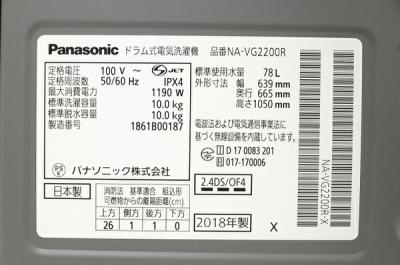 Panasonic ドラム式電気洗濯機 品番NA-VG2200R
定格電圧 100 V~ JET
定格周波数 50/60 Hz IPX4
最大消費電力 1190 W
標準洗濯容量 10.0㎏
標準脱水容量 10.0㎏
製造番号 1861B00187
標準使用水量 78L
外形寸法 幅 639 mm
奥行 665 mm
高さ1050 mm
電波法および電気通信事業法に
基づく無線設備を内蔵しています。
T D 17 0083 201
R 017-170006
2.4DS/OF4
PS E パナソニック株式会社
日本製
消防法 基準適合 組込形
可燃物からの離隔距離(cm)
上方 側方 後方 下方
26 1 1 0
2018年製 X
NA-VG2200R-X